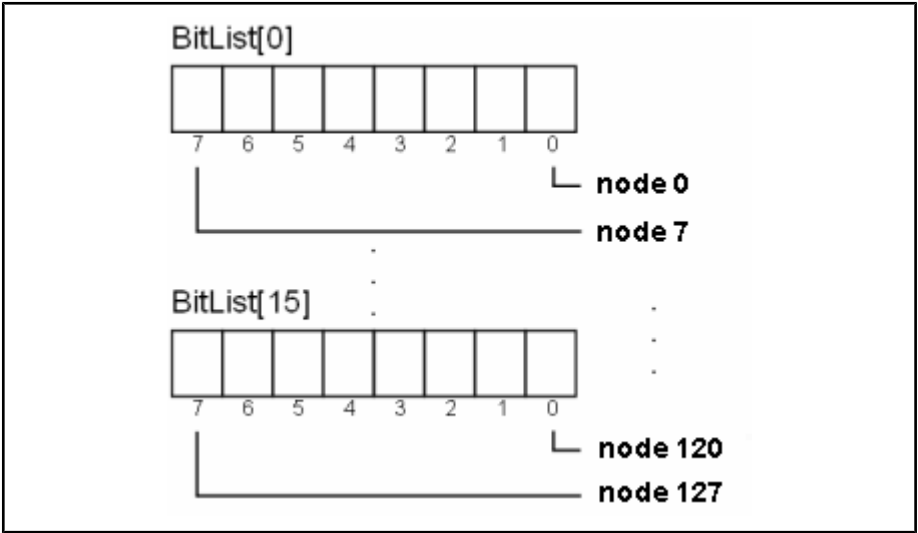 BitList[0]
7 6 5 4 3 2 1 0
node 0
node 7
BitList[15]
7 6 5 4 3 2 1 0
node 120
node 127